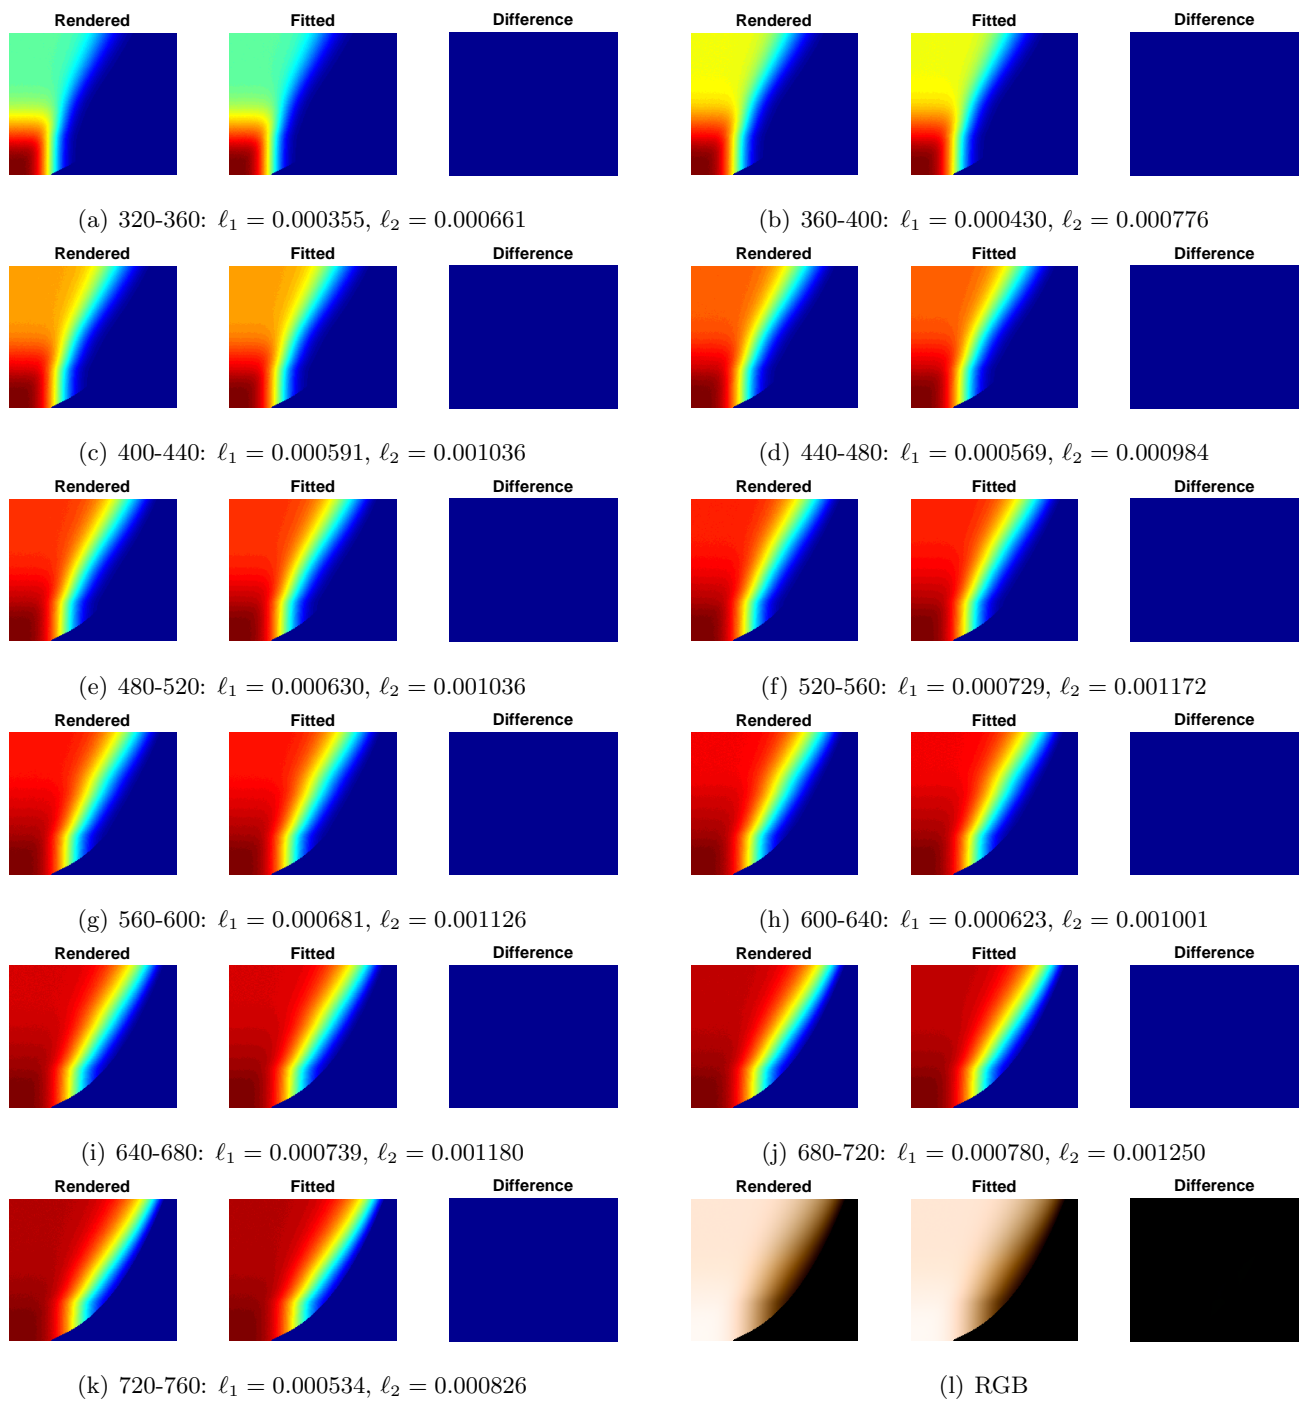 Rendered Fitted Difference Rendered Fitted Difference
(a) 320-360: ℓ₁ = 0.000355, ℓ₂ = 0.000661 (b) 360-400: ℓ₁ = 0.000430, ℓ₂ = 0.000776
Rendered Fitted Difference Rendered Fitted Difference
(c) 400-440: ℓ₁ = 0.000591, ℓ₂ = 0.001036 (d) 440-480: ℓ₁ = 0.000569, ℓ₂ = 0.000984
Rendered Fitted Difference Rendered Fitted Difference
(e) 480-520: ℓ₁ = 0.000630, ℓ₂ = 0.001036 (f) 520-560: ℓ₁ = 0.000729, ℓ₂ = 0.001172
Rendered Fitted Difference Rendered Fitted Difference
(g) 560-600: ℓ₁ = 0.000681, ℓ₂ = 0.001126 (h) 600-640: ℓ₁ = 0.000623, ℓ₂ = 0.001001
Rendered Fitted Difference Rendered Fitted Difference
(i) 640-680: ℓ₁ = 0.000739, ℓ₂ = 0.001180 (j) 680-720: ℓ₁ = 0.000780, ℓ₂ = 0.001250
Rendered Fitted Difference Rendered Fitted Difference
(k) 720-760: ℓ₁ = 0.000534, ℓ₂ = 0.000826 (l) RGB